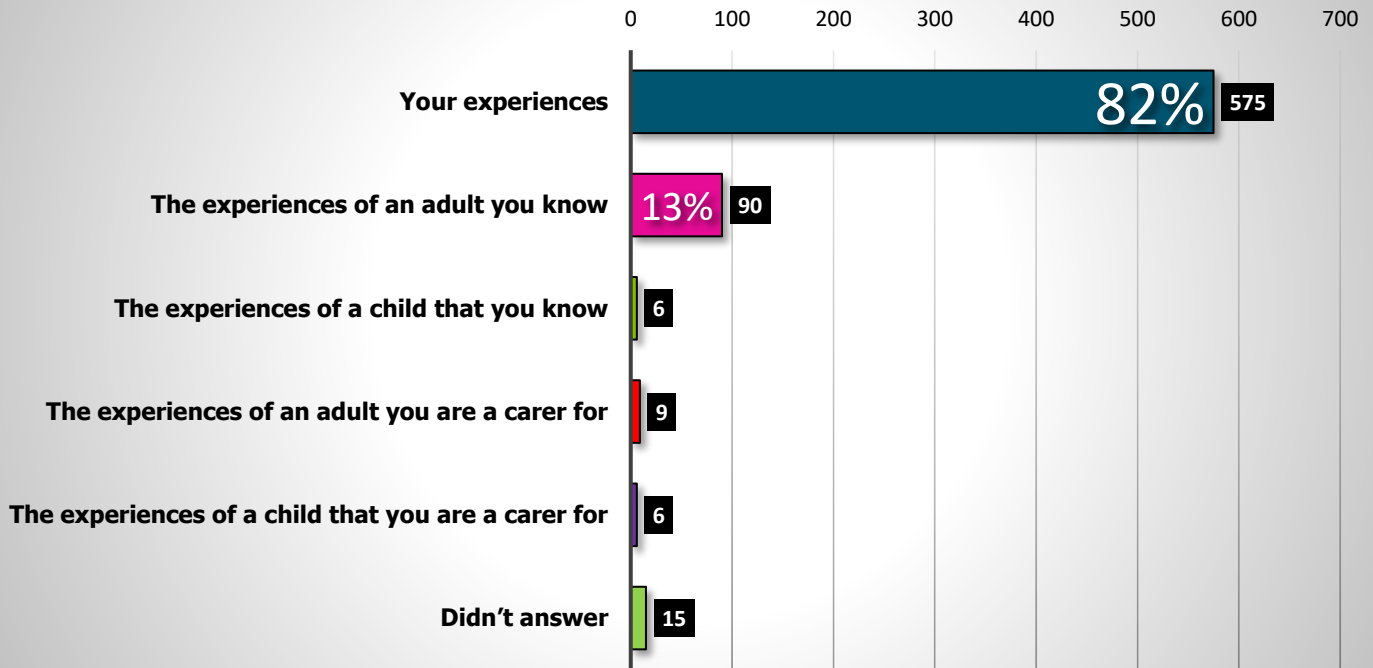 0 100 200 300 400 500 600 700
Your experiences 82% 575
The experiences of an adult you know 13% 90
The experiences of a child that you know 6
The experiences of an adult you are a carer for 9
The experiences of a child that you are a carer for 6
Didn’t answer 15